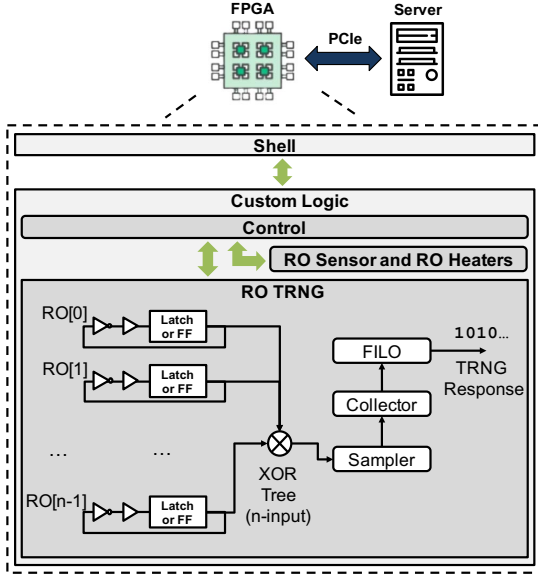 FPGA
Server
PCIe
Shell
Custom Logic
Control
RO Sensor and RO Heaters
RO TRNG
RO[0]
Latch
or FF
RO[1]
Latch
or FF
...
...
RO[n-1]
Latch
or FF
XOR
Tree
(n-input)
Sampler
Collector
FILO
1010...
TRNG
Response